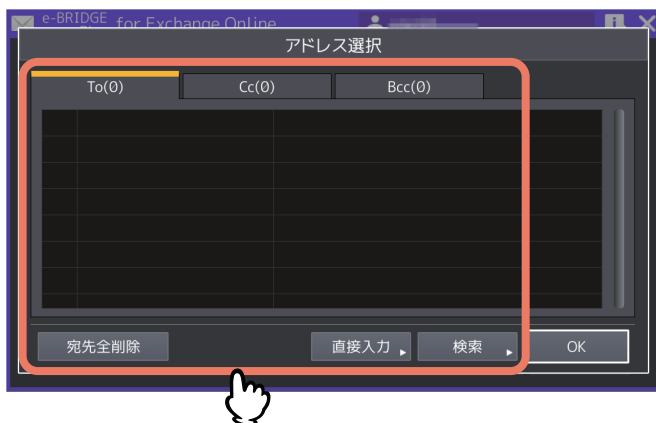 e-BRIDGE
for Exchange Online
アドレス選択
To(0) Cc(0) Bcc(0)
宛先全削除 直接入力 検索 OK